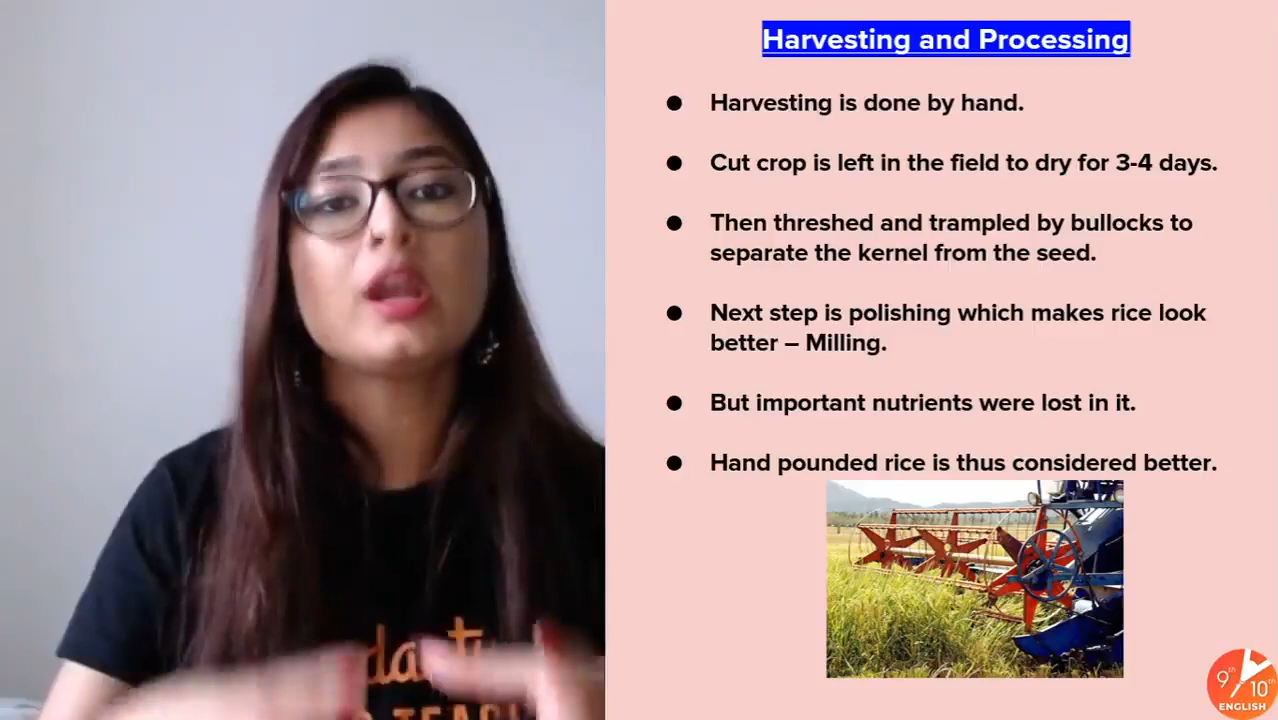 Harvesting and Processing
● Harvesting is done by hand.
● Cut crop is left in the field to dry for 3-4 days.
● Then threshed and trampled by bullocks to
separate the kernel from the seed.
● Next step is polishing which makes rice look
better – Milling.
● But important nutrients were lost in it.
● Hand pounded rice is thus considered better.
9th 10th
ENGLISH